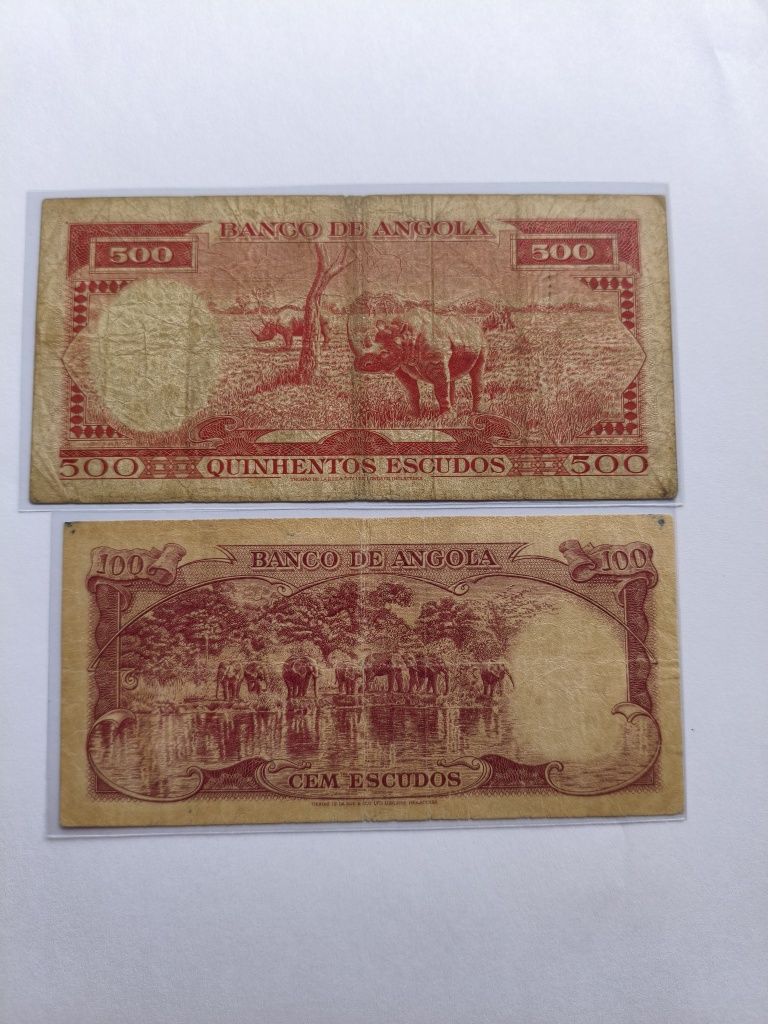 BANCO DE ANGOLA
500
500
500 QUINHENTOS ESCUDOS 500
100 BANCO DE ANGOLA 100
CEM ESCUDOS